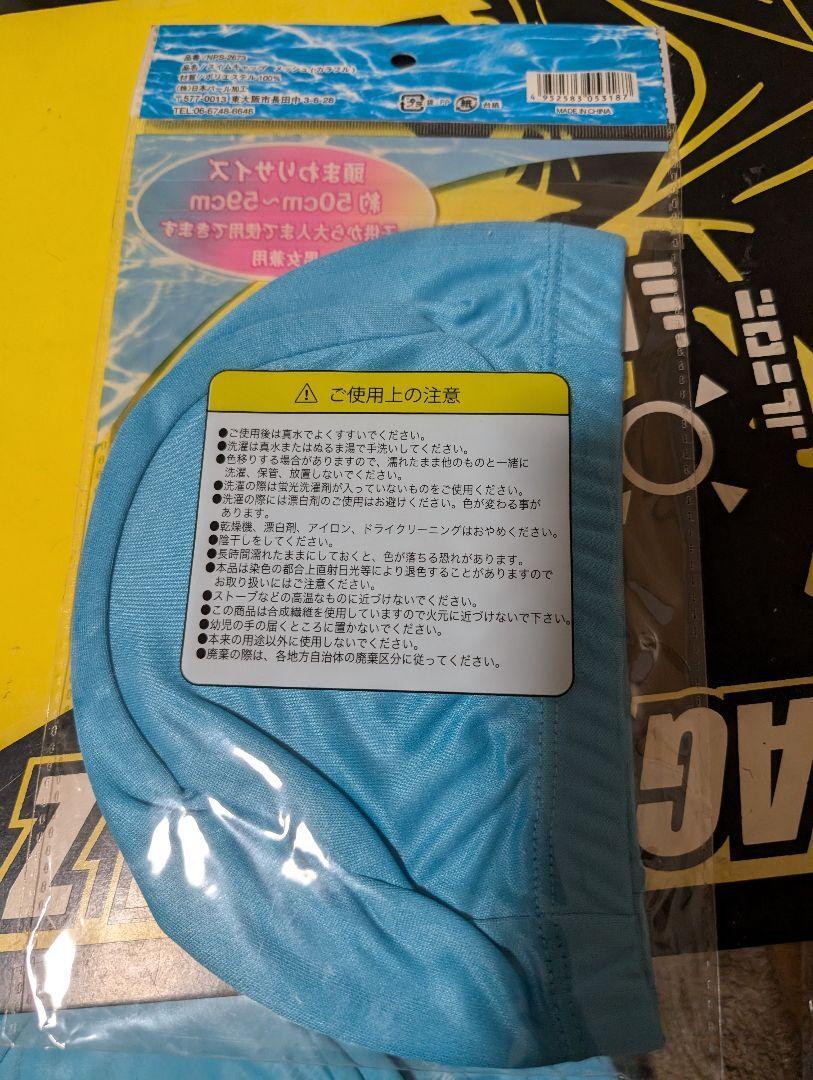 品番/NPS-2673
品名/スイムキャップ メッシュ(カラフル)
材質/ポリエステル100%
(株)日本パール加工
〒577-0013 東大阪市長田中3-6-28
TEL:06-6748-6646
プラ 袋:PP 紙 台紙
4 952583 053187
MADE IN CHINA
頭まわりサイズ
約50cm〜59cm
子供から大人まで使用できます
男女兼用
ご使用上の注意
●ご使用後は真水でよくすすいでください。
●洗濯は真水またはぬるま湯で手洗いしてください。
●色移りする場合がありますので、濡れたまま他のものと一緒に
洗濯、保管、放置しないでください。
●洗濯の際は蛍光洗濯剤が入っていないものをご使用ください。
●洗濯の際には漂白剤のご使用はお避けください。色が変わる事が
あります。
●乾燥機、漂白剤、アイロン、ドライクリーニングはおやめください。
●陰干しをしてください。
●長時間濡れたままにしておくと、色が落ちる恐れがあります。
●本品は染色の都合上直射日光等により退色することがありますので
お取り扱いにはご注意ください。
●ストーブなどの高温なものに近づけないでください。
●この商品は合成繊維を使用していますので火元に近づけないで下さい。
●幼児の手の届くところに置かないでください。
●本来の用途以外に使用しないでください。
●廃棄の際は、各地方自治体の廃棄区分に従ってください。